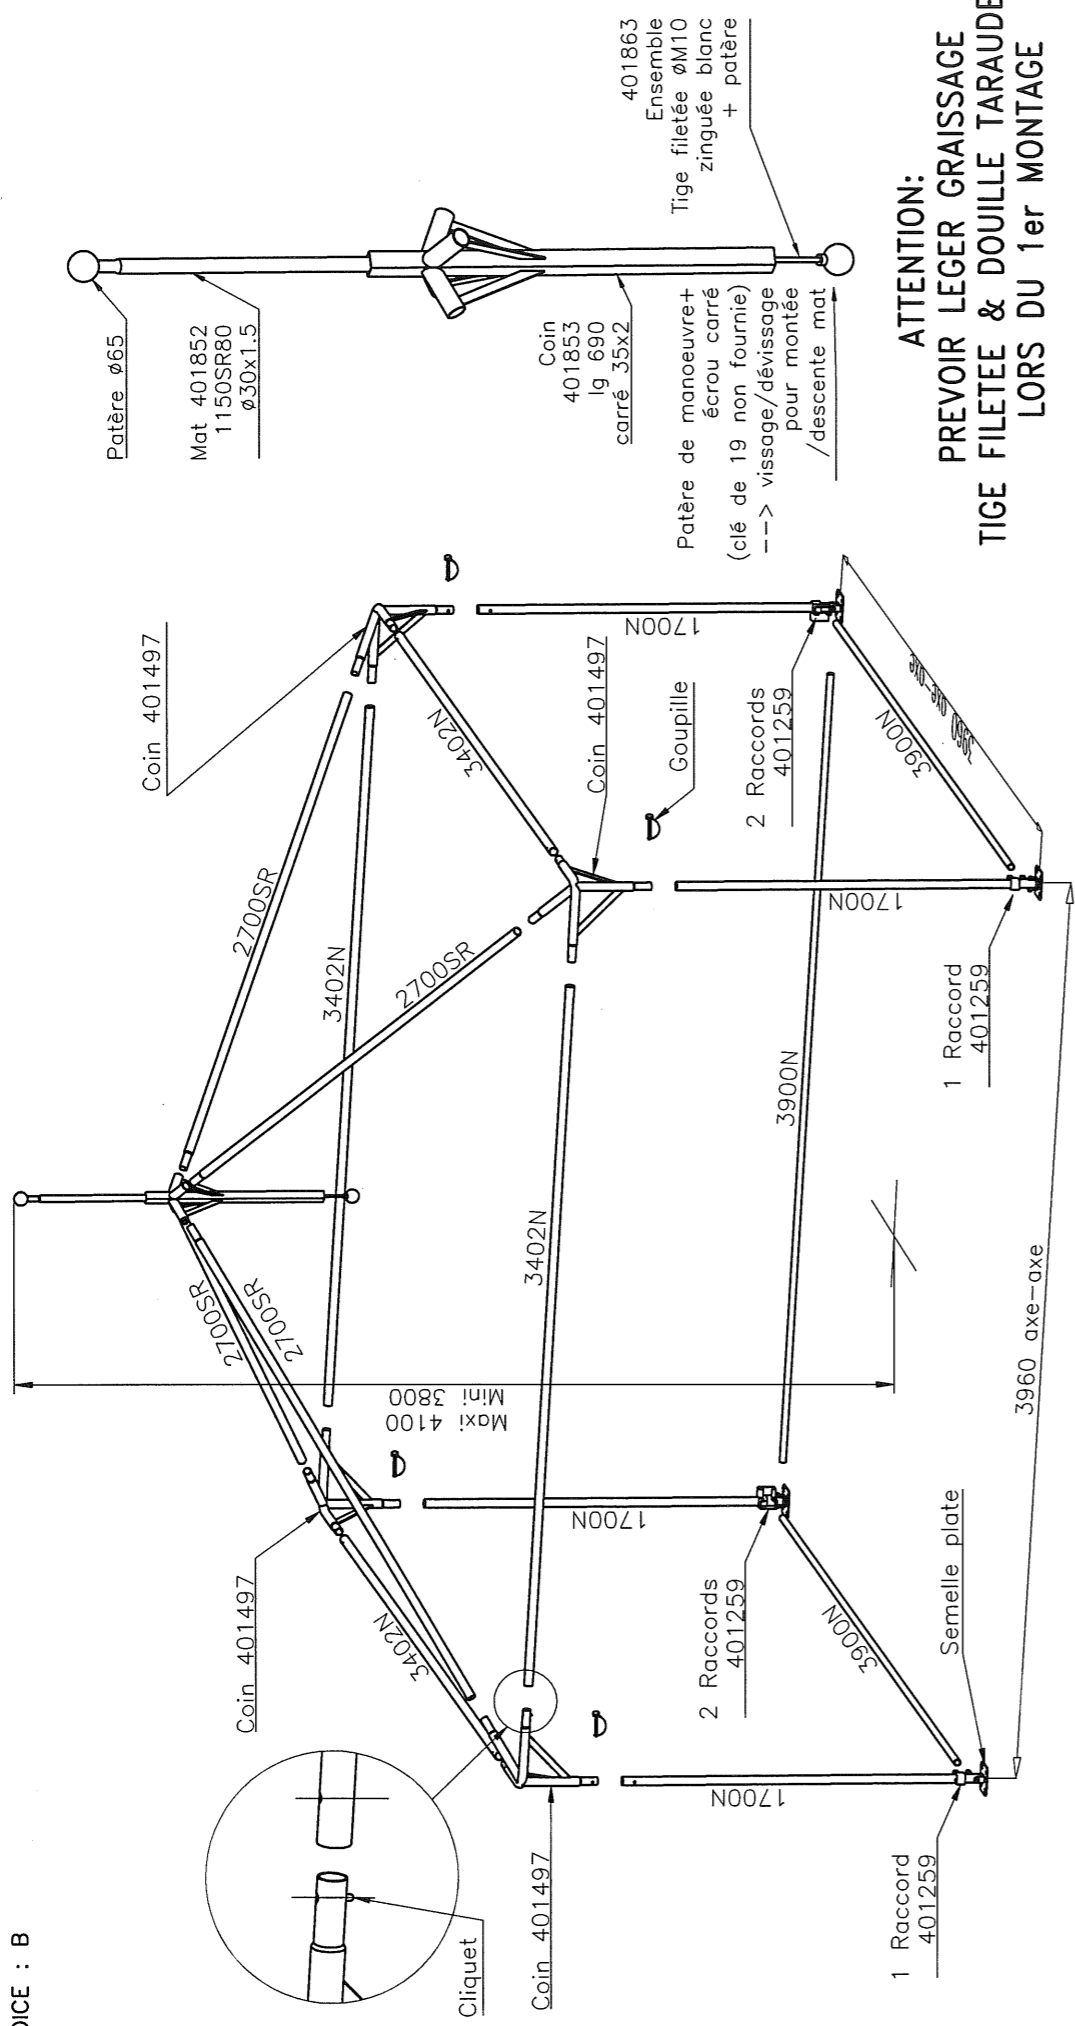 Patère ø65
Mat 401852
1150SR80
ø30x1.5
Coin
401853
lg 690
carré 35x2
401863
Ensemble
Tige filetée øM10
zinguée blanc
+ patère
Patère de manoeuvre+
écrou carré
(clé de 19 non fournie)
--> vissage/dévissage
pour montée
/descente mat
ATTENTION:
PREVOIR LEGER GRAISSAGE
TIGE FILETEE & DOUILLE TARAUDE
LORS DU 1er MONTAGE
Coin 401497
2700SR
3402N
3402N
1700N
Coin 401497
Goupille
2700SR
2 Raccords
401259
3900N
3960 axe-axe
1700N
1 Raccord
401259
3900N
3402N
2700SR
2700SR
Maxi 4100
Mini 3800
3960 axe-axe
Coin 401497
3402N
1700N
2 Raccords
401259
3900N
Semelle plate
Cliquet
Coin 401497
1700N
1 Raccord
401259
DICE : B